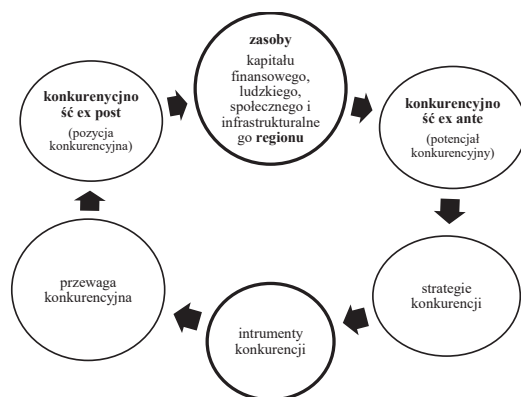 zasoby
kapitału
finansowego,
ludzkiego,
społecznego i
infrastrukturalne
go regionu
konkurencyjno
ść ex ante
(potencjał
konkurencyjny)
strategie
konkurencji
intrumenty
konkurencji
przewaga
konkurencyjna
konkurenycjno
ść ex post
(pozycja
konkurencyjna)